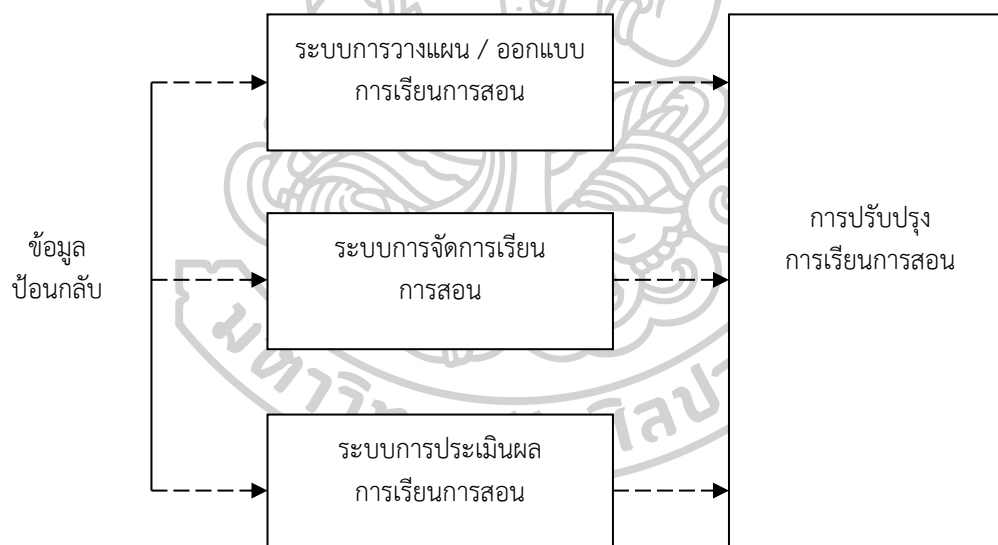 ระบบการวางแผน / ออกแบบ
การเรียนการสอน
ข้อมูล
ป้อนกลับ
ระบบการจัดการเรียน
การสอน
การปรับปรุง
การเรียนการสอน
ระบบการประเมินผล
การเรียนการสอน